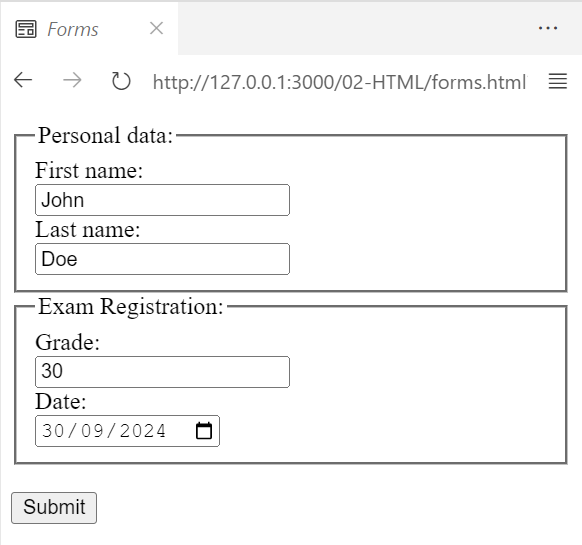 Forms
http://127.0.0.1:3000/02-HTML/forms.html
Personal data:
First name:
John
Last name:
Doe
Exam Registration:
Grade:
30
Date:
30/09/2024
Submit